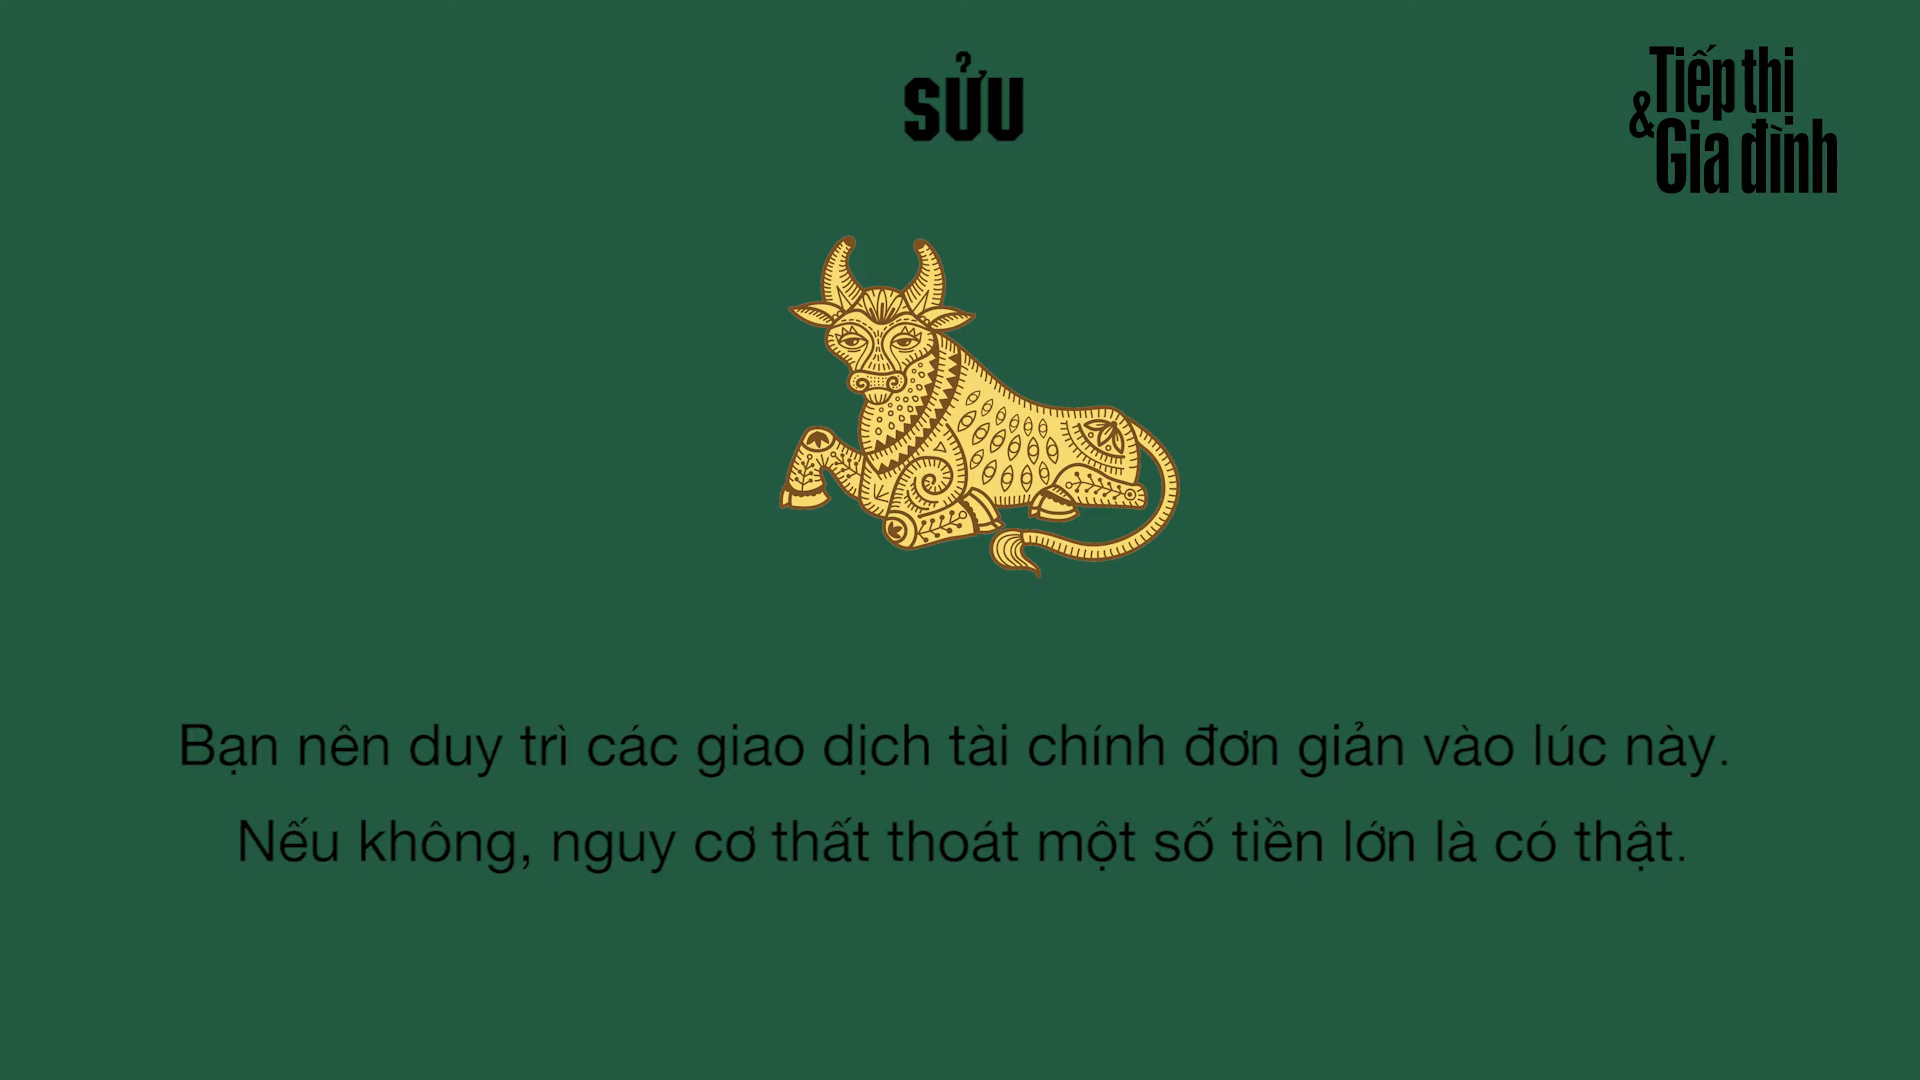 SỬU
Tiếp thị
& Gia đình
Bạn nên duy trì các giao dịch tài chính đơn giản vào lúc này.
Nếu không, nguy cơ thất thoát một số tiền lớn là có thật.